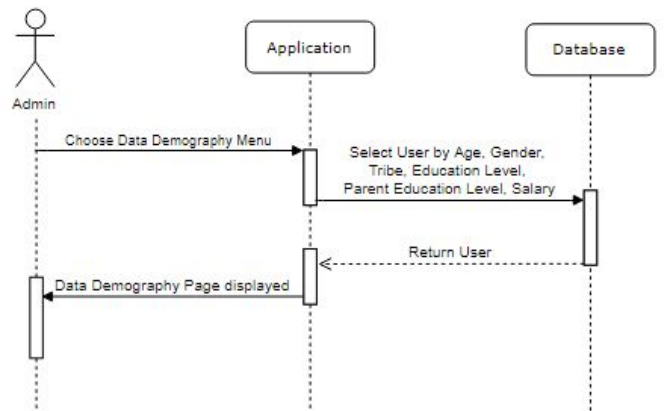 Application
Database
Admin
Choose Data Demography Menu
Select User by Age, Gender,
Tribe, Education Level,
Parent Education Level, Salary
Return User
Data Demography Page displayed